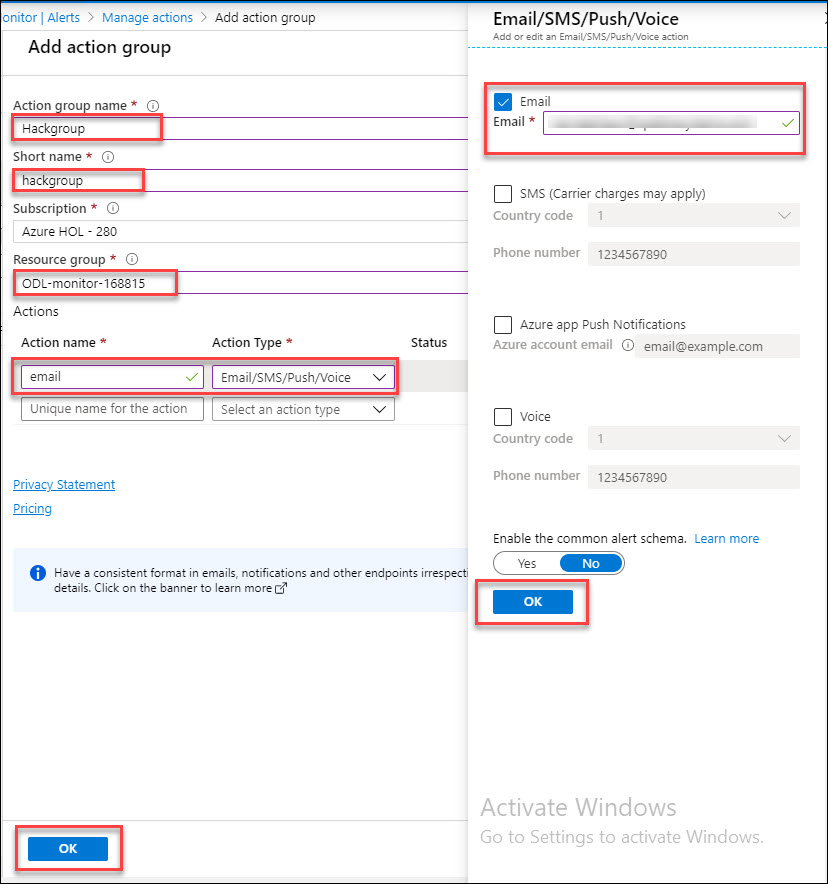 onitor | Alerts > Manage actions > Add action group
Add action group
Action group name *
Hackgroup
Short name *
hackgroup
Subscription *
Azure HOL - 280
Resource group *
ODL-monitor-168815
Actions
Action name * Action Type * Status
email Email/SMS/Push/Voice
Unique name for the action Select an action type
Privacy Statement
Pricing
Have a consistent format in emails, notifications and other endpoints irrespecti
details. Click on the banner to learn more
OK
Email/SMS/Push/Voice
Add or edit an Email/SMS/Push/Voice action
Email
Email *
SMS (Carrier charges may apply)
Country code 1
Phone number 1234567890
Azure app Push Notifications
Azure account email email@example.com
Voice
Country code 1
Phone number 1234567890
Enable the common alert schema. Learn more
Yes No
OK
Activate Windows
Go to Settings to activate Windows.